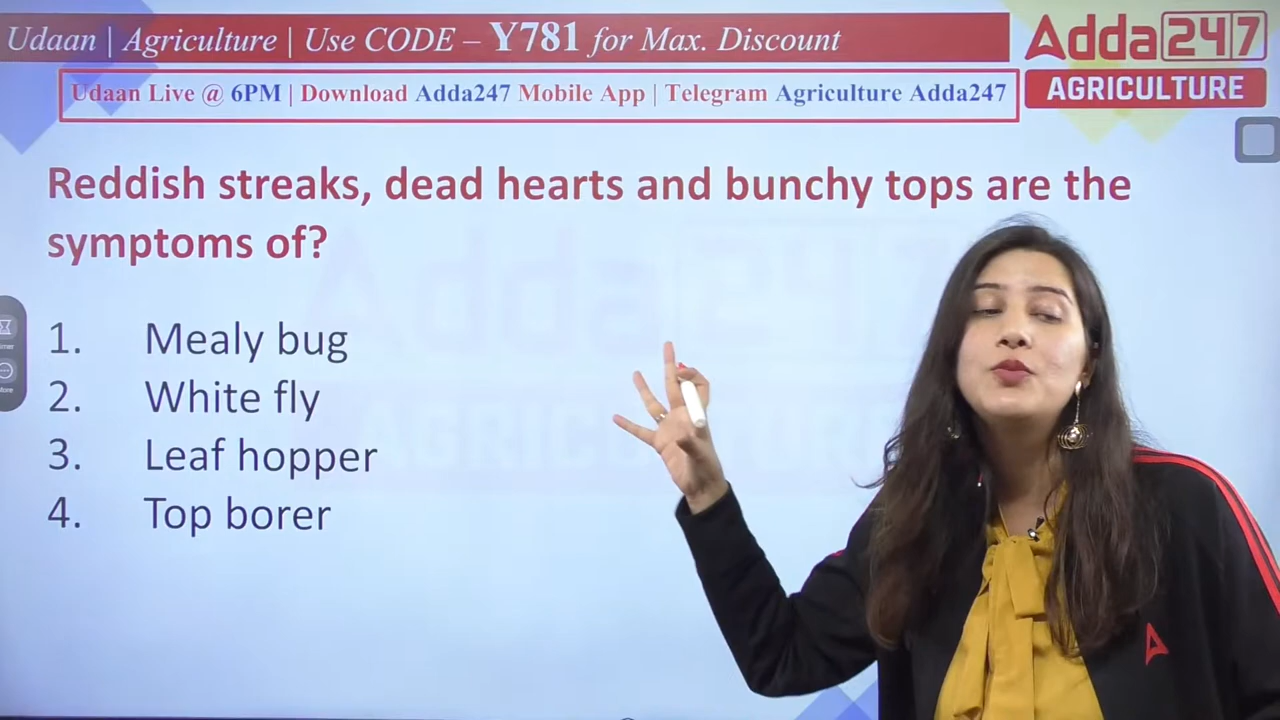 Udaan | Agriculture | Use CODE – Y781 for Max. Discount
Adda247
Udaan Live @ 6PM | Download Adda247 Mobile App | Telegram Agriculture Adda247
AGRICULTURE
Reddish streaks, dead hearts and bunchy tops are the
symptoms of?
1. Mealy bug
2. White fly
3. Leaf hopper
4. Top borer
More